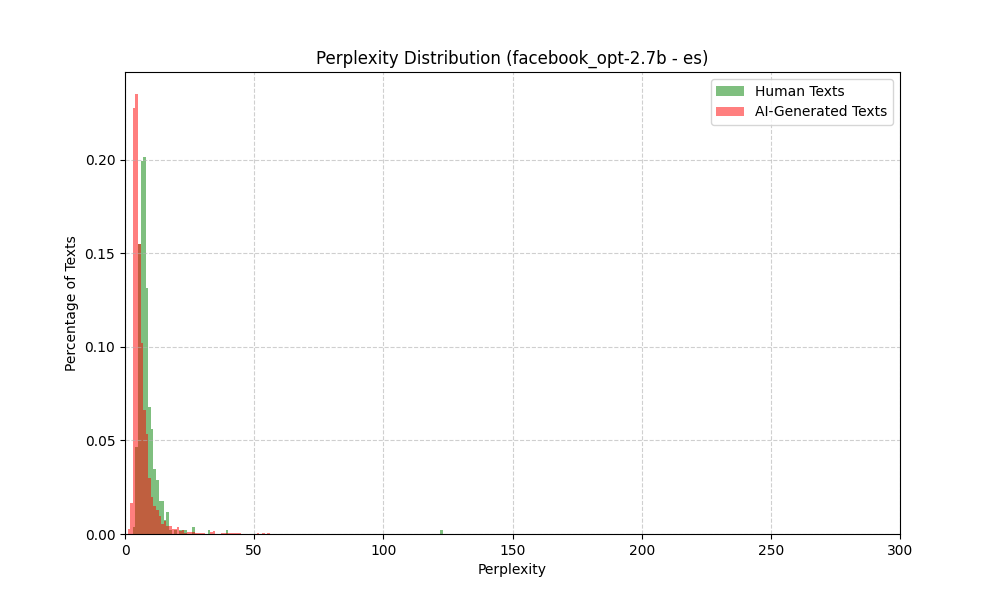 Perplexity Distribution (facebook_opt-2.7b - es)
Human Texts
AI-Generated Texts
Percentage of Texts
0.20
0.15
0.10
0.05
0.00
0 50 100 150 200 250 300
Perplexity